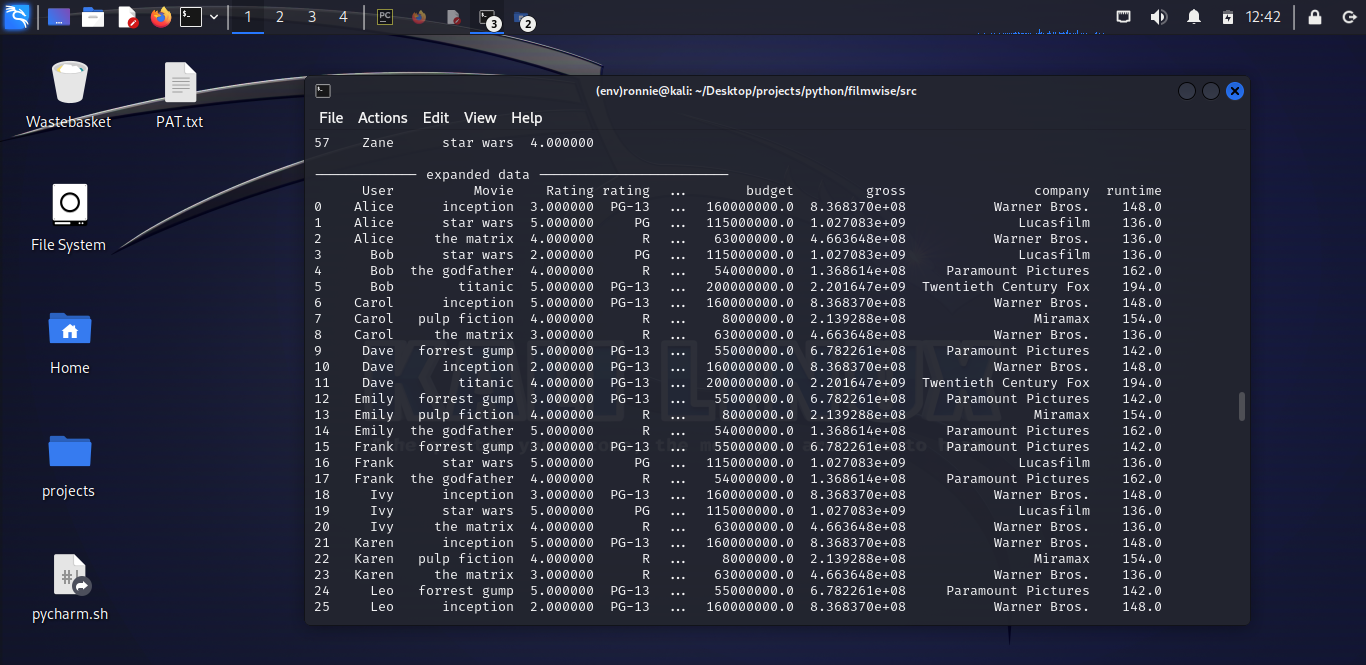 1 2 3 4 PC 3 2 12:42
Wastebasket
PAT.txt
File System
Home
projects
pycharm.sh
(env)ronnie@kali: ~/Desktop/projects/python/filmwise/src
File Actions Edit View Help
57 Zane star wars 4.000000
───────────── expanded data ────────────────────────
User Movie Rating rating ... budget gross company runtime
0 Alice inception 3.000000 PG-13 ... 160000000.0 8.368370e+08 Warner Bros. 148.0
1 Alice star wars 5.000000 PG ... 115000000.0 1.027083e+09 Lucasfilm 136.0
2 Alice the matrix 4.000000 R ... 63000000.0 4.663648e+08 Warner Bros. 136.0
3 Bob star wars 2.000000 PG ... 115000000.0 1.027083e+09 Lucasfilm 136.0
4 Bob the godfather 4.000000 R ... 54000000.0 1.368614e+08 Paramount Pictures 162.0
5 Bob titanic 5.000000 PG-13 ... 200000000.0 2.201647e+09 Twentieth Century Fox 194.0
6 Carol inception 5.000000 PG-13 ... 160000000.0 8.368370e+08 Warner Bros. 148.0
7 Carol pulp fiction 4.000000 R ... 8000000.0 2.139288e+08 Miramax 154.0
8 Carol the matrix 3.000000 R ... 63000000.0 4.663648e+08 Warner Bros. 136.0
9 Dave forrest gump 5.000000 PG-13 ... 55000000.0 6.782261e+08 Paramount Pictures 142.0
10 Dave inception 2.000000 PG-13 ... 160000000.0 8.368370e+08 Warner Bros. 148.0
11 Dave titanic 4.000000 PG-13 ... 200000000.0 2.201647e+09 Twentieth Century Fox 194.0
12 Emily forrest gump 3.000000 PG-13 ... 55000000.0 6.782261e+08 Paramount Pictures 142.0
13 Emily pulp fiction 4.000000 R ... 8000000.0 2.139288e+08 Miramax 154.0
14 Emily the godfather 5.000000 R ... 54000000.0 1.368614e+08 Paramount Pictures 162.0
15 Frank forrest gump 3.000000 PG-13 ... 55000000.0 6.782261e+08 Paramount Pictures 142.0
16 Frank star wars 5.000000 PG ... 115000000.0 1.027083e+09 Lucasfilm 136.0
17 Frank the godfather 4.000000 R ... 54000000.0 1.368614e+08 Paramount Pictures 162.0
18 Ivy inception 3.000000 PG-13 ... 160000000.0 8.368370e+08 Warner Bros. 148.0
19 Ivy star wars 5.000000 PG ... 115000000.0 1.027083e+09 Lucasfilm 136.0
20 Ivy the matrix 4.000000 R ... 63000000.0 4.663648e+08 Warner Bros. 136.0
21 Karen inception 5.000000 PG-13 ... 160000000.0 8.368370e+08 Warner Bros. 148.0
22 Karen pulp fiction 4.000000 R ... 8000000.0 2.139288e+08 Miramax 154.0
23 Karen the matrix 3.000000 R ... 63000000.0 4.663648e+08 Warner Bros. 136.0
24 Leo forrest gump 5.000000 PG-13 ... 55000000.0 6.782261e+08 Paramount Pictures 142.0
25 Leo inception 2.000000 PG-13 ... 160000000.0 8.368370e+08 Warner Bros. 148.0